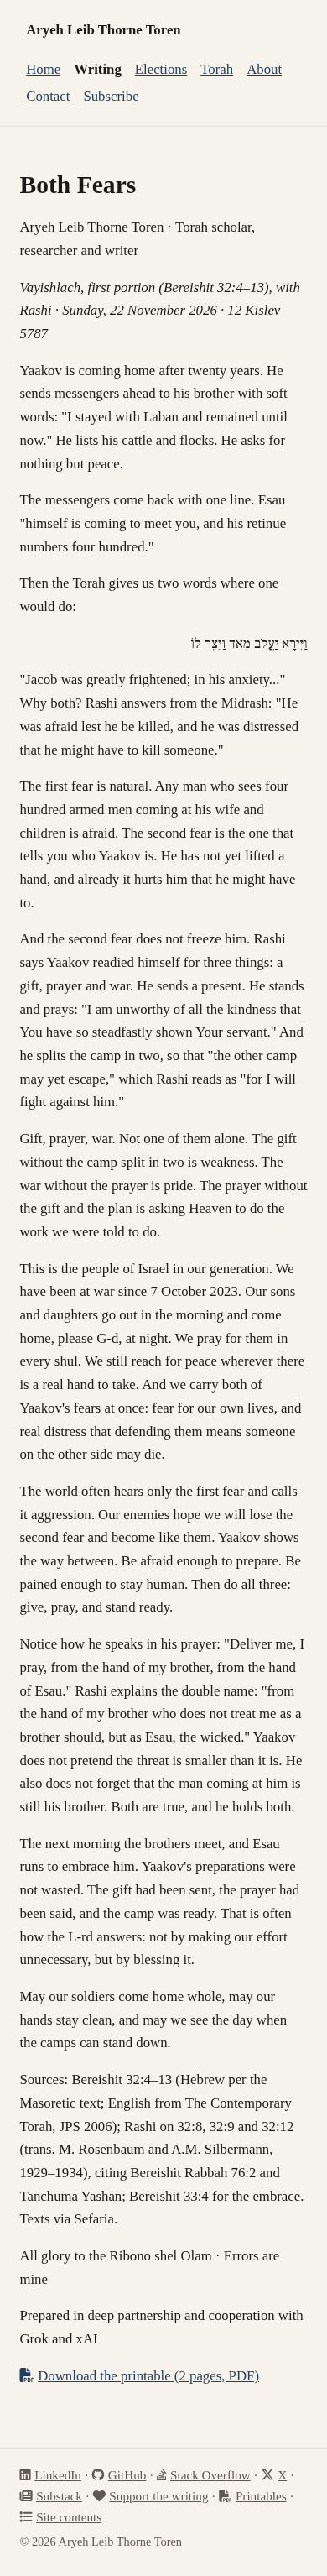 Aryeh Leib Thorne Toren
Home Writing Elections Torah About
Contact Subscribe
Both Fears
Aryeh Leib Thorne Toren · Torah scholar,
researcher and writer
Vayishlach, first portion (Bereishit 32:4–13), with
Rashi · Sunday, 22 November 2026 · 12 Kislev
5787
Yaakov is coming home after twenty years. He
sends messengers ahead to his brother with soft
words: "I stayed with Laban and remained until
now." He lists his cattle and flocks. He asks for
nothing but peace.
The messengers come back with one line. Esau
"himself is coming to meet you, and his retinue
numbers four hundred."
Then the Torah gives us two words where one
would do:
וַיִּירָא יַעֲקֹב מְאֹד וַיֵּצֶר לוֹ
"Jacob was greatly frightened; in his anxiety..."
Why both? Rashi answers from the Midrash: "He
was afraid lest he be killed, and he was distressed
that he might have to kill someone."
The first fear is natural. Any man who sees four
hundred armed men coming at his wife and
children is afraid. The second fear is the one that
tells you who Yaakov is. He has not yet lifted a
hand, and already it hurts him that he might have
to.
And the second fear does not freeze him. Rashi
says Yaakov readied himself for three things: a
gift, prayer and war. He sends a present. He stands
and prays: "I am unworthy of all the kindness that
You have so steadfastly shown Your servant." And
he splits the camp in two, so that "the other camp
may yet escape," which Rashi reads as "for I will
fight against him."
Gift, prayer, war. Not one of them alone. The gift
without the camp split in two is weakness. The
war without the prayer is pride. The prayer without
the gift and the plan is asking Heaven to do the
work we were told to do.
This is the people of Israel in our generation. We
have been at war since 7 October 2023. Our sons
and daughters go out in the morning and come
home, please G-d, at night. We pray for them in
every shul. We still reach for peace wherever there
is a real hand to take. And we carry both of
Yaakov's fears at once: fear for our own lives, and
real distress that defending them means someone
on the other side may die.
The world often hears only the first fear and calls
it aggression. Our enemies hope we will lose the
second fear and become like them. Yaakov shows
the way between. Be afraid enough to prepare. Be
pained enough to stay human. Then do all three:
give, pray, and stand ready.
Notice how he speaks in his prayer: "Deliver me, I
pray, from the hand of my brother, from the hand
of Esau." Rashi explains the double name: "from
the hand of my brother who does not treat me as a
brother should, but as Esau, the wicked." Yaakov
does not pretend the threat is smaller than it is. He
also does not forget that the man coming at him is
still his brother. Both are true, and he holds both.
The next morning the brothers meet, and Esau
runs to embrace him. Yaakov's preparations were
not wasted. The gift had been sent, the prayer had
been said, and the camp was ready. That is often
how the L-rd answers: not by making our effort
unnecessary, but by blessing it.
May our soldiers come home whole, may our
hands stay clean, and may we see the day when
the camps can stand down.
Sources: Bereishit 32:4–13 (Hebrew per the
Masoretic text; English from The Contemporary
Torah, JPS 2006); Rashi on 32:8, 32:9 and 32:12
(trans. M. Rosenbaum and A.M. Silbermann,
1929–1934), citing Bereishit Rabbah 76:2 and
Tanchuma Yashan; Bereishit 33:4 for the embrace.
Texts via Sefaria.
All glory to the Ribono shel Olam · Errors are
mine
Prepared in deep partnership and cooperation with
Grok and xAI
Download the printable (2 pages, PDF)
LinkedIn · GitHub · Stack Overflow · X ·
Substack · Support the writing · Printables ·
Site contents
© 2026 Aryeh Leib Thorne Toren